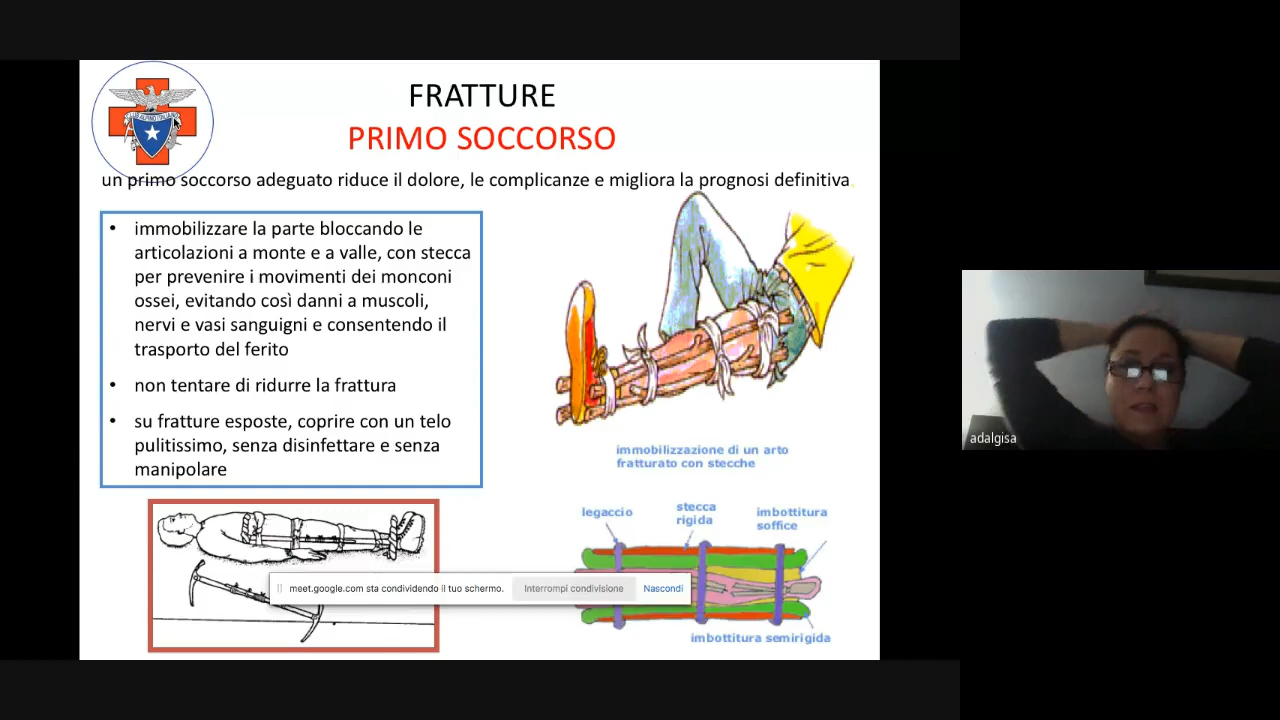 FRATTURE
PRIMO SOCCORSO
un primo soccorso adeguato riduce il dolore, le complicanze e migliora la prognosi definitiva.
• immobilizzare la parte bloccando le
articolazioni a monte e a valle, con stecca
per prevenire i movimenti dei monconi
ossei, evitando così danni a muscoli,
nervi e vasi sanguigni e consentendo il
trasporto del ferito
• non tentare di ridurre la frattura
• su fratture esposte, coprire con un telo
pulitissimo, senza disinfettare e senza
manipolare
immobilizzazione di un arto
fratturato con stecche
legaccio
stecca
rigida
imbottitura
soffice
imbottitura semirigida
meet.google.com sta condividendo il tuo schermo.
Interrompi condivisione
Nascondi
adalgisa
CLUB ALPINO ITALIANO